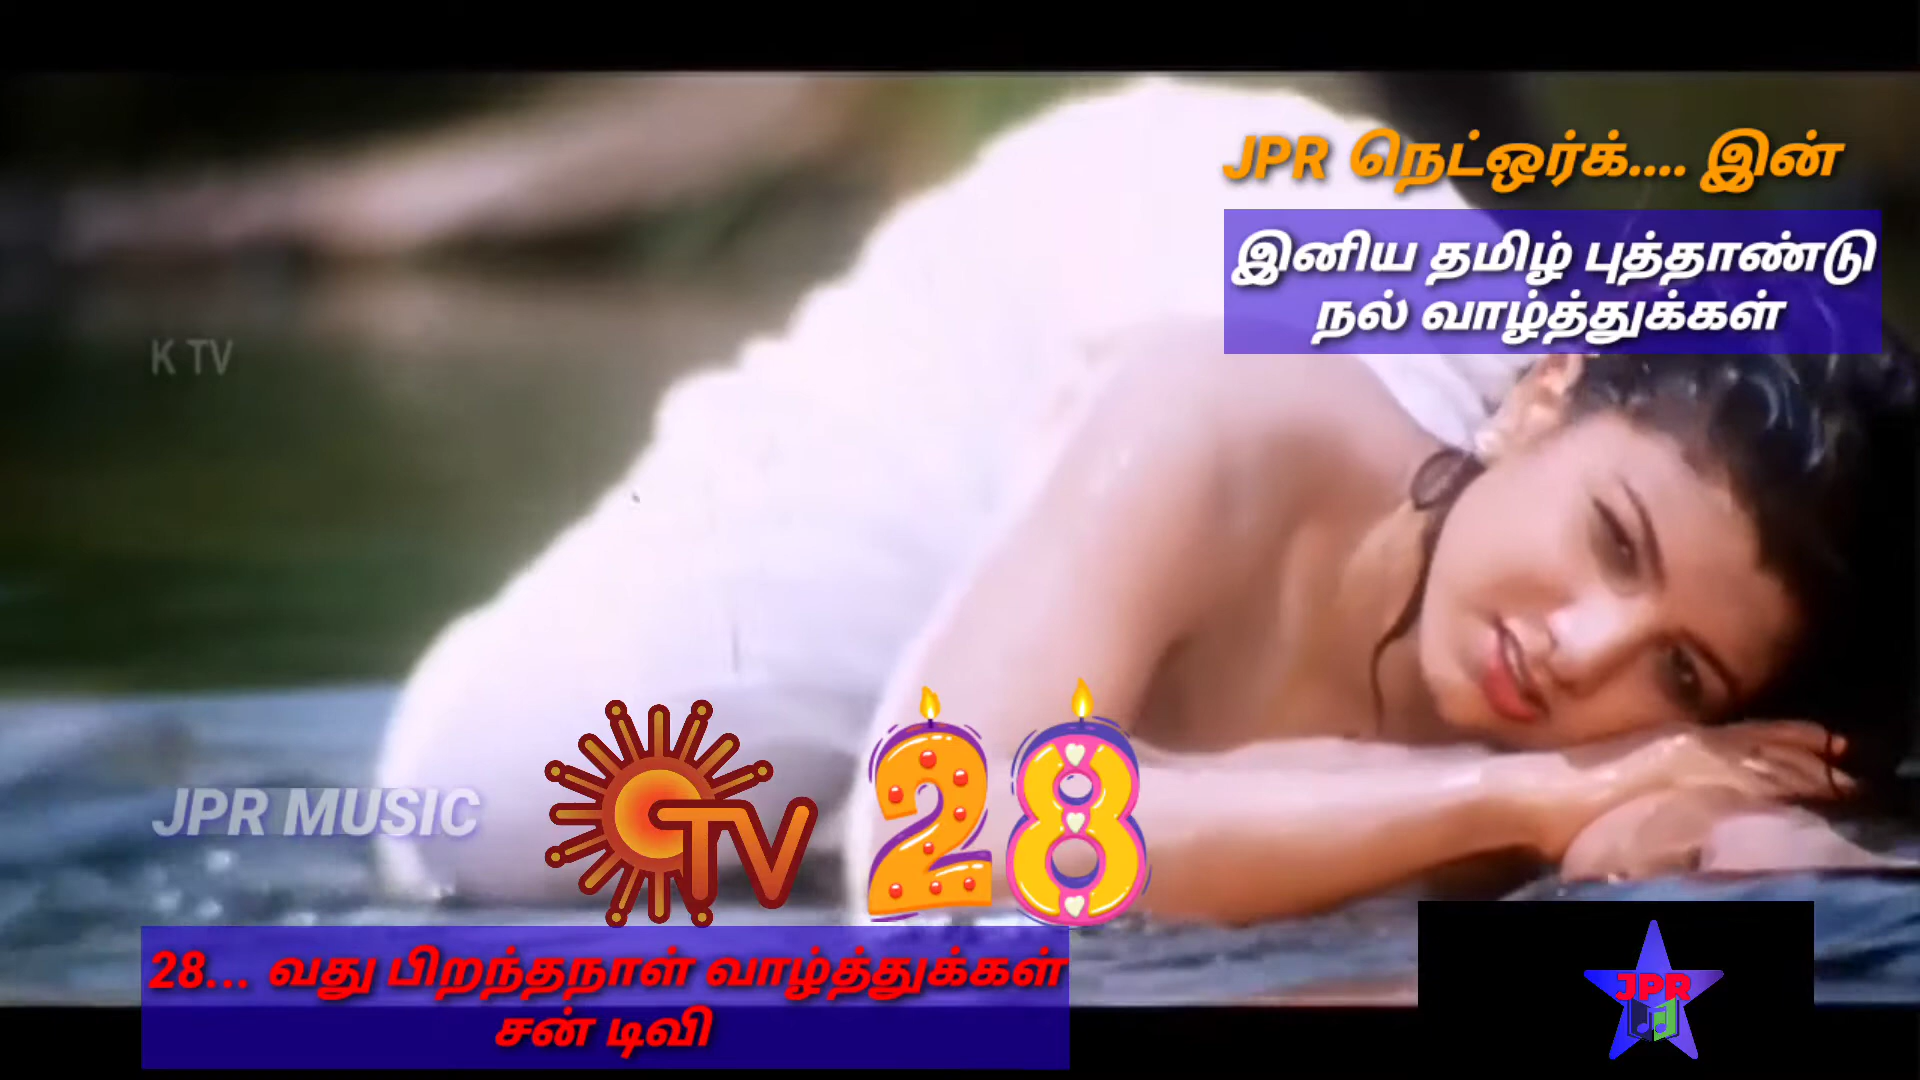 JPR நெட்ஒர்க்.... இன்
இனிய தமிழ் புத்தாண்டு
நல் வாழ்த்துக்கள்
K TV
JPR MUSIC
TV
28
28... வது பிறந்தநாள் வாழ்த்துக்கள்
சன் டிவி
JPR